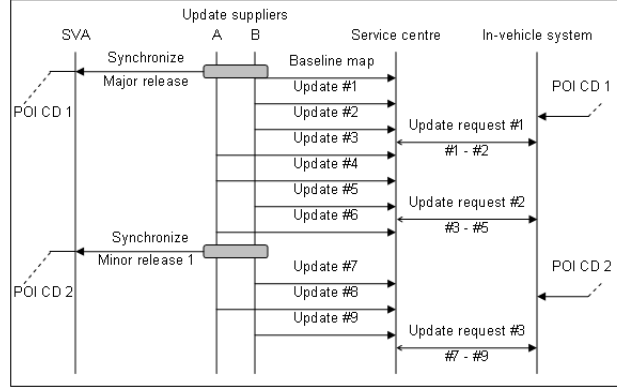 Update suppliers
SVA
A
B
Service centre
In-vehicle system
Synchronize
Baseline map
Major release
Update #1
POI CD 1
POI CD 1
Update #2
Update request #1
Update #3
#1 - #2
Update #4
Update #5
Update request #2
Update #6
#3 - #5
Synchronize
Minor release 1
Update #7
POI CD 2
POI CD 2
Update #8
Update #9
Update request #3
#7 - #9